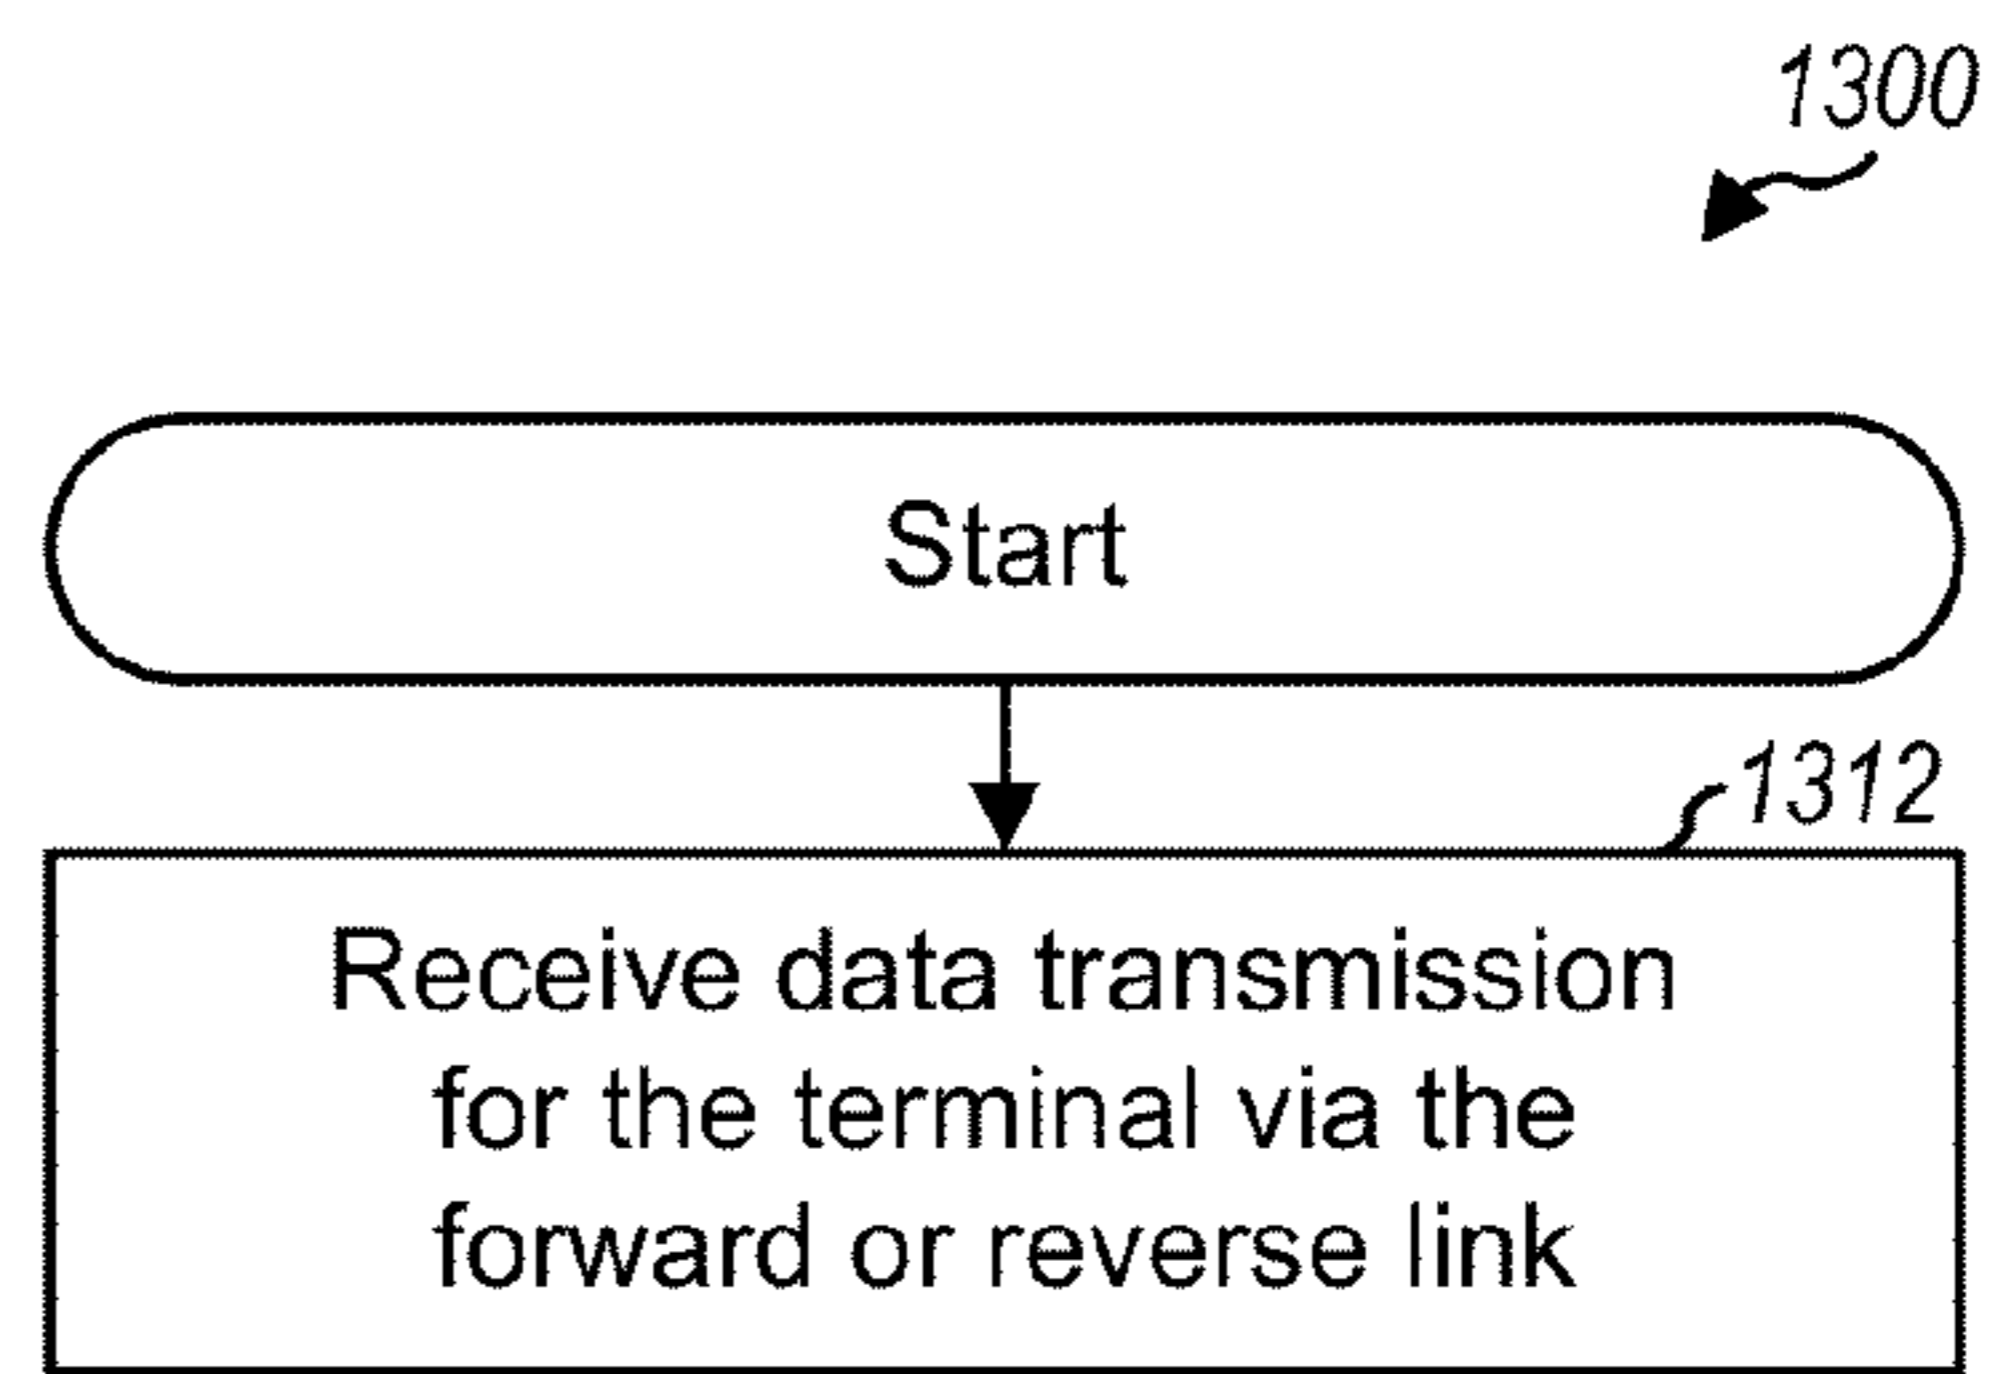 1300
Start
1312
Receive data transmission
for the terminal via the
forward or reverse link